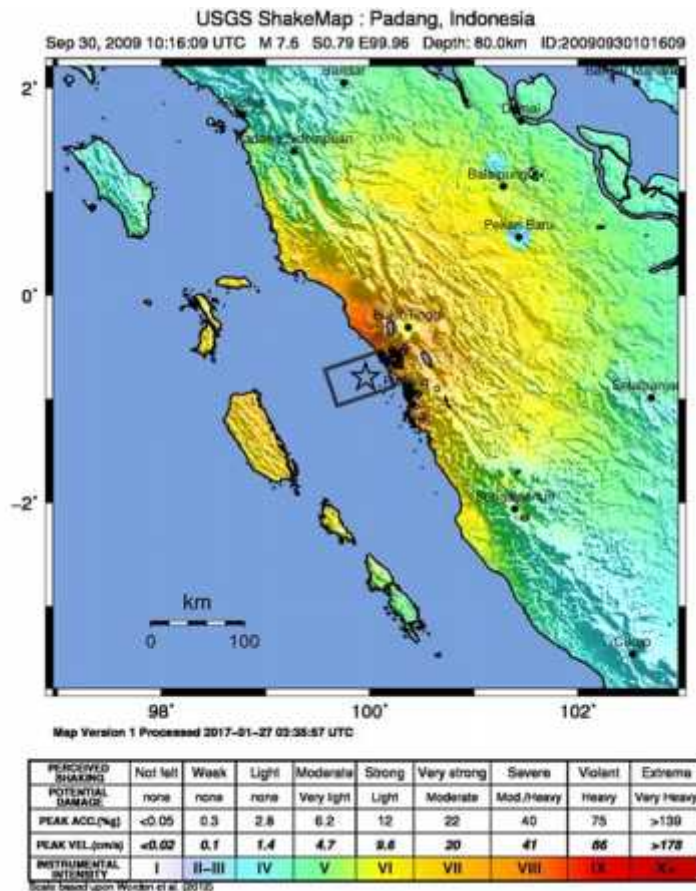 USGS ShakeMap : Padang, Indonesia
Sep 30, 2009 10:16:09 UTC M 7.6 S0.79 E99.96 Depth: 80.0km ID:20090930101609
2°
0°
−2°
98°
100°
102°
Dumai
Pekan Baru
km
0 100
Map Version 1 Processed 2017-01-27 03:35:57 UTC
PERCEIVED SHAKING Not felt Weak Light Moderate Strong Very strong Severe Violent Extreme
POTENTIAL DAMAGE none none none Very light Light Moderate Mod./Heavy Heavy Very Heavy
PEAK ACC.(%g) <0.05 0.3 2.8 6.2 12 22 40 75 >139
PEAK VEL.(cm/s) <0.02 0.1 1.4 4.7 9.6 20 41 86 >178
INSTRUMENTAL INTENSITY I II–III IV V VI VII VIII IX X+
Scale based upon Worden et al. (2012)